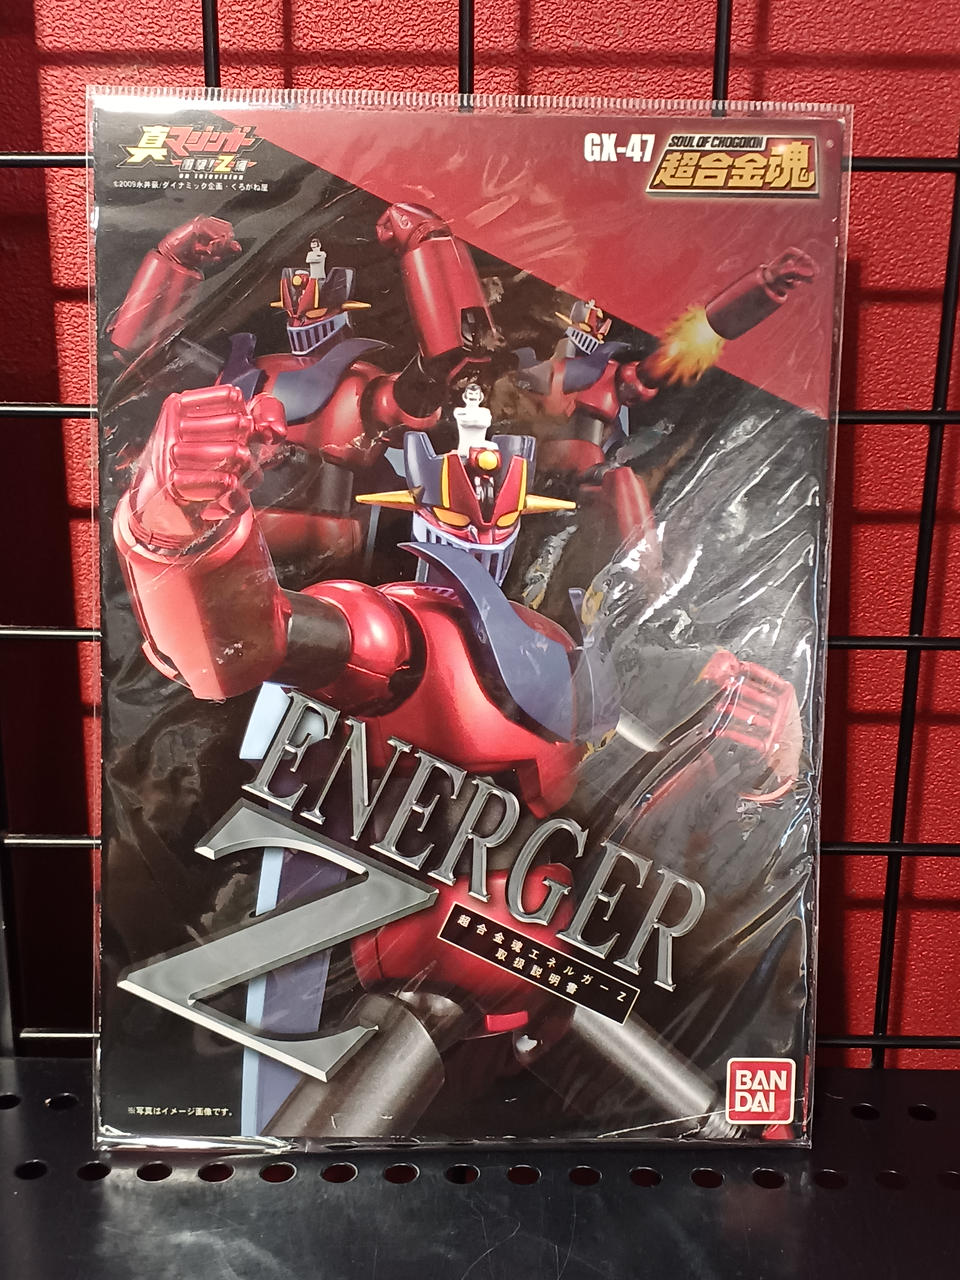 真マジンガー
衝撃!Z編
on television
©2009永井豪/ダイナミック企画・くろがね屋
GX-47
SOUL OF CHOGOKIN
超合金魂
ENERGER
Z
超合金魂エネルガーZ
取扱説明書
※写真はイメージ画像です。
BAN
DAI